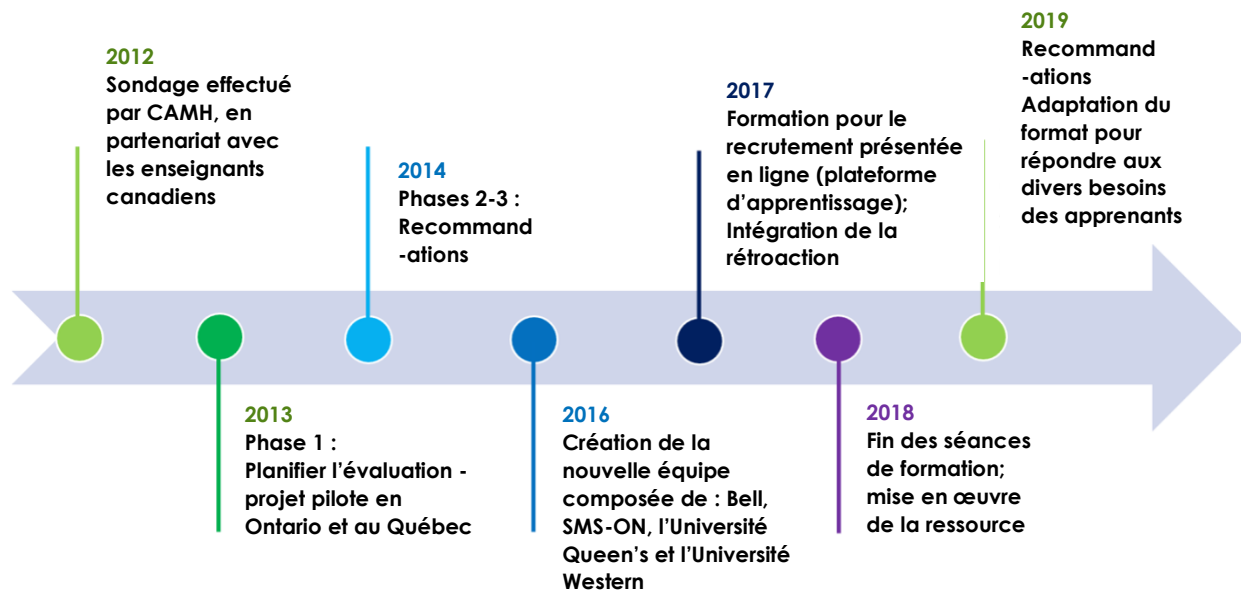 2012
Sondage effectué
par CAMH, en
partenariat avec
les enseignants
canadiens
2013
Phase 1 :
Planifier l’évaluation -
projet pilote en
Ontario et au Québec
2014
Phases 2-3 :
Recommand
-ations
2016
Création de la
nouvelle équipe
composée de : Bell,
SMS-ON, l’Université
Queen’s et l’Université
Western
2017
Formation pour le
recrutement présentée
en ligne (plateforme
d’apprentissage);
Intégration de la
rétroaction
2018
Fin des séances
de formation;
mise en œuvre
de la ressource
2019
Recommand
-ations
Adaptation du
format pour
répondre aux
divers besoins
des apprenants